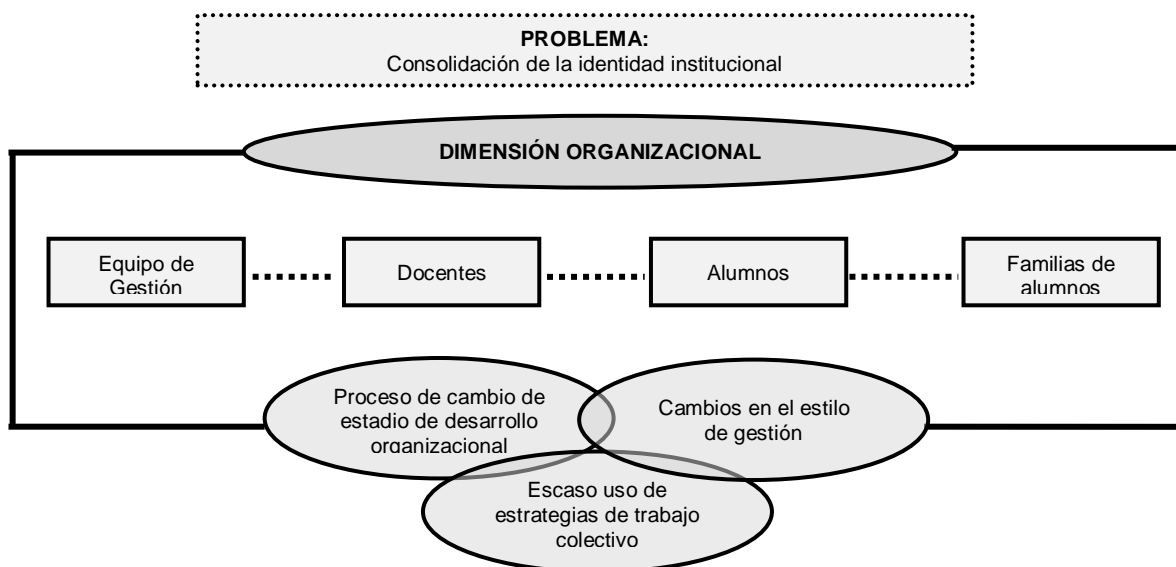 PROBLEMA:
Consolidación de la identidad institucional
DIMENSIÓN ORGANIZACIONAL
Equipo de
Gestión
Docentes
Alumnos
Familias de
alumnos
Proceso de cambio de
estadio de desarrollo
organizacional
Cambios en el estilo
de gestión
Escaso uso de
estrategias de trabajo
colectivo